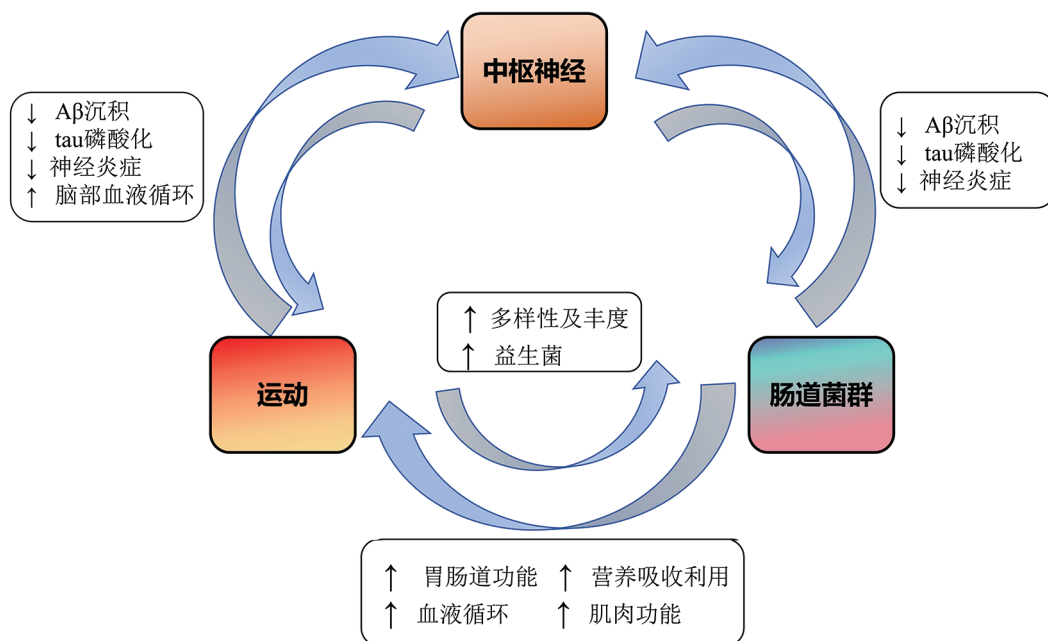 中枢神经
↓ Aβ沉积
↓ tau磷酸化
↓ 神经炎症
↑ 脑部血液循环
↓ Aβ沉积
↓ tau磷酸化
↓ 神经炎症
↑ 多样性及丰度
↑ 益生菌
运动
肠道菌群
↑ 胃肠道功能 ↑ 营养吸收利用
↑ 血液循环 ↑ 肌肉功能